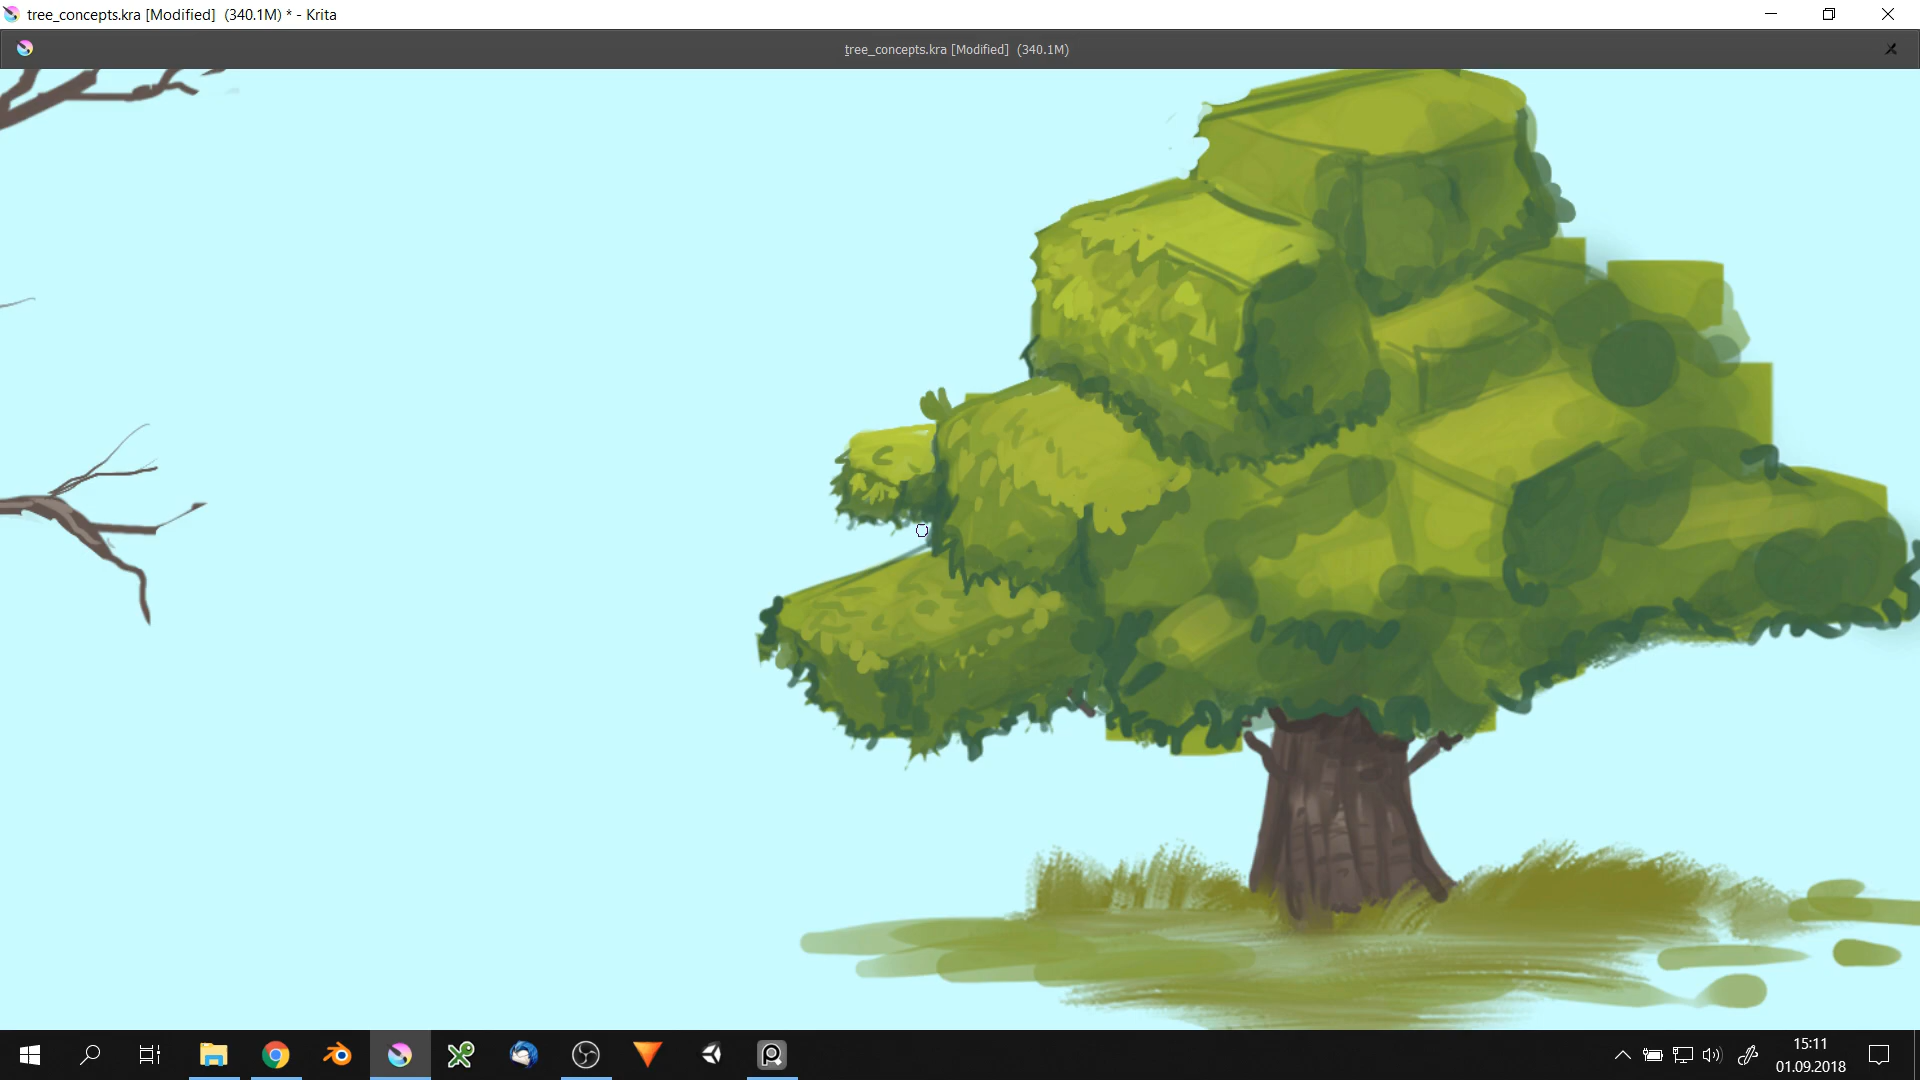 tree_concepts.kra [Modified]  (340.1M) * - Krita
tree_concepts.kra [Modified]  (340.1M)
15:11
01.09.2018